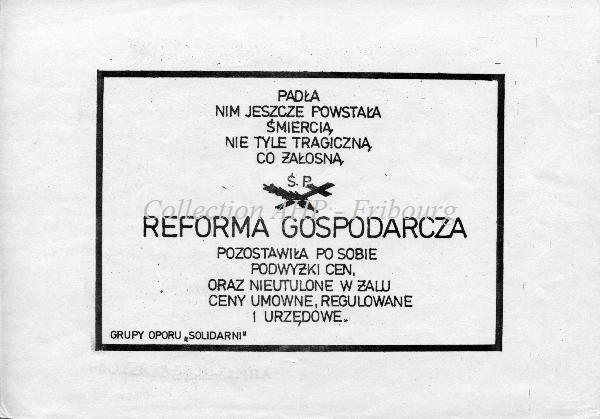 PADŁA
NIM JESZCZE POWSTAŁA
ŚMIERCIĄ
NIE TYLE TRAGICZNĄ
CO ŻAŁOSNĄ
Ś.P.
Collection AHP - Fribourg
REFORMA GOSPODARCZA
POZOSTAWIŁA PO SOBIE
PODWYŻKI CEN,
ORAZ NIEUTULONE W ŻALU
CENY UMOWNE, REGULOWANE
I URZĘDOWE.
GRUPY OPORU „SOLIDARNI"